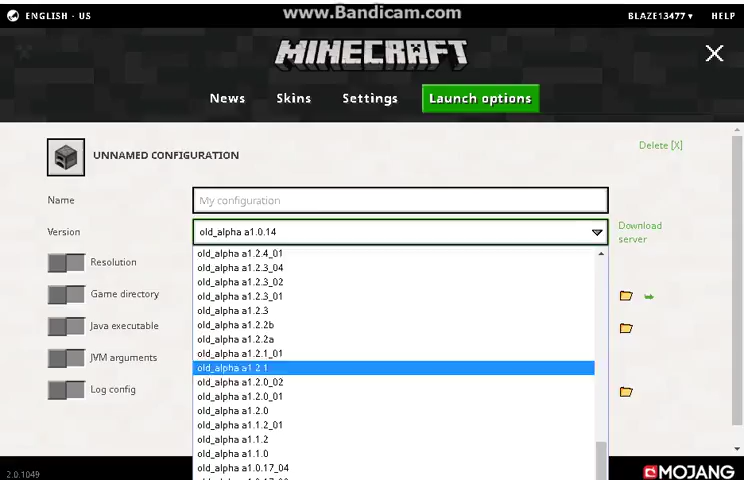 ENGLISH - US
www.Bandicam.com
BLAZE13477
HELP
MINECRAFT
News
Skins
Settings
Launch options
UNNAMED CONFIGURATION
Delete [X]
Name
My configuration
Version
old_alpha a1.0.14
Download
server
Resolution
Game directory
Java executable
JVM arguments
Log config
old_alpha a1.2.4_01
old_alpha a1.2.3_04
old_alpha a1.2.3_02
old_alpha a1.2.3_01
old_alpha a1.2.3
old_alpha a1.2.2b
old_alpha a1.2.2a
old_alpha a1.2.1_01
old_alpha a1.2.1
old_alpha a1.2.0_02
old_alpha a1.2.0_01
old_alpha a1.2.0
old_alpha a1.1.2_01
old_alpha a1.1.2
old_alpha a1.1.0
old_alpha a1.0.17_04
2.0.1049
MOJANG